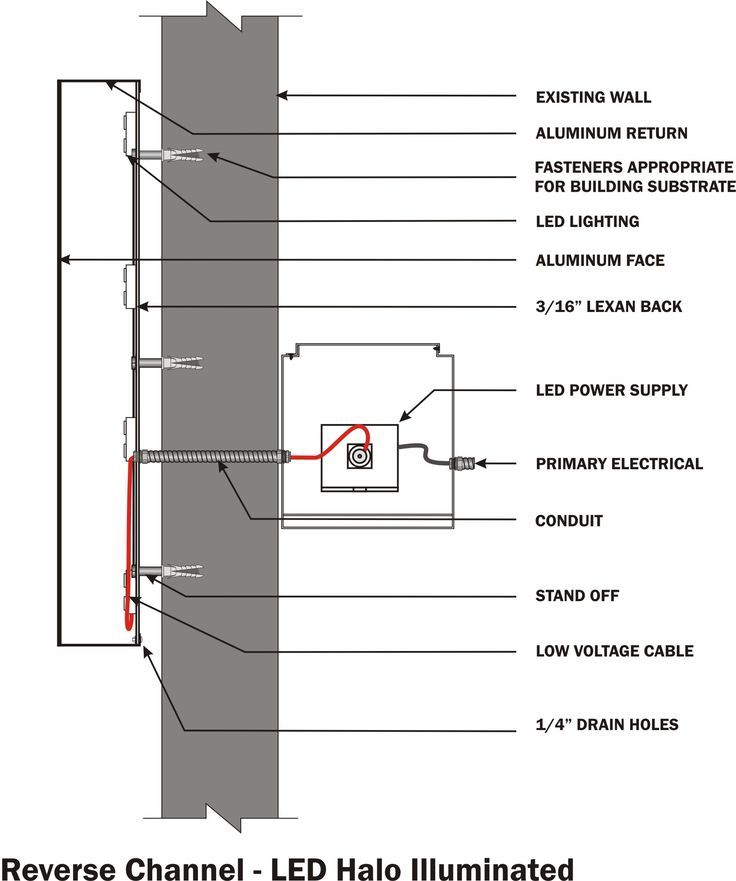 EXISTING WALL
ALUMINUM RETURN
FASTENERS APPROPRIATE
FOR BUILDING SUBSTRATE
LED LIGHTING
ALUMINUM FACE
3/16” LEXAN BACK
LED POWER SUPPLY
PRIMARY ELECTRICAL
CONDUIT
STAND OFF
LOW VOLTAGE CABLE
1/4” DRAIN HOLES
Reverse Channel - LED Halo Illuminated